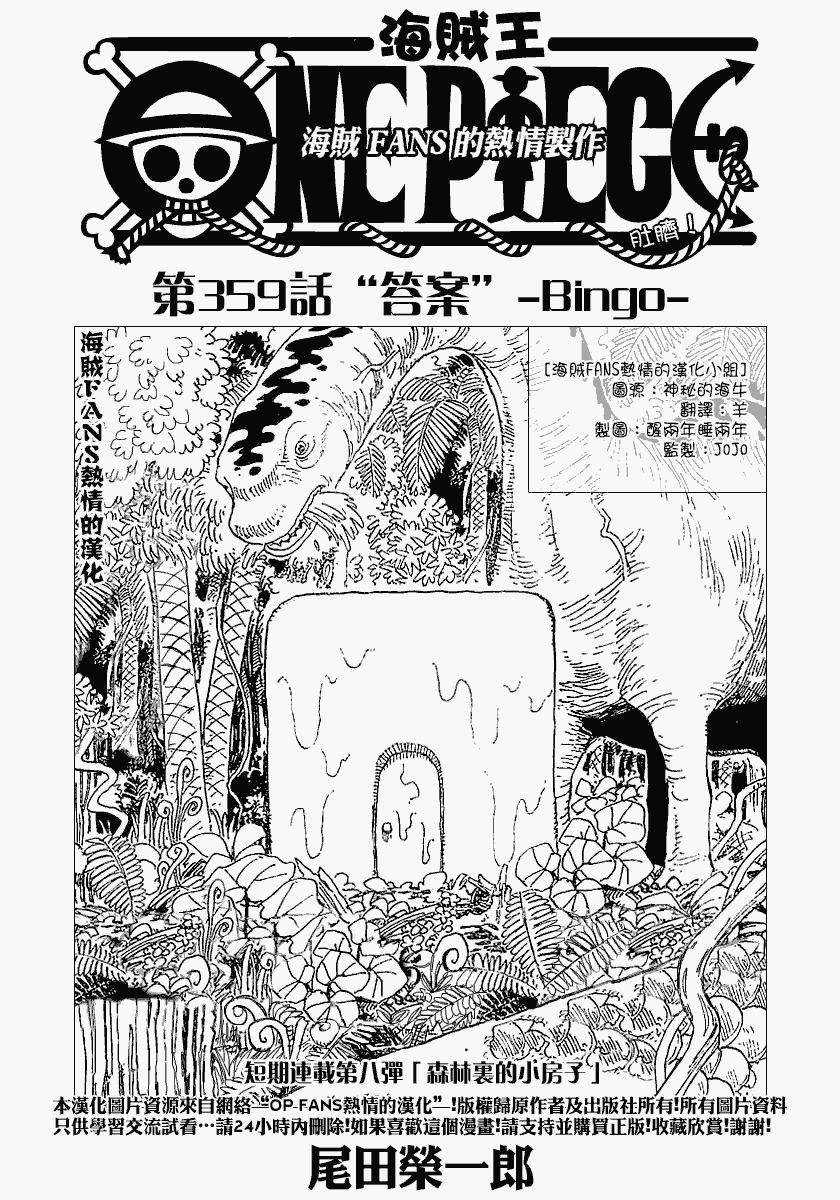 海賊王
ONE PIECE
海賊 FANS 的熱情製作
肚臍！
第359話 “答案” -Bingo-
海賊FANS熱情的漢化
[海賊FANS熱情的漢化小組]
圖源：神秘的海牛
翻譯：羊
製圖：醒兩年睡兩年
監製：JOJO
短期連載第八彈「森林裏的小房子」
本漢化圖片資源來自網絡—“OP-FANS熱情的漢化”—!版權歸原作者及出版社所有!所有圖片資料
只供學習交流試看…請24小時內刪除!如果喜歡這個漫畫!請支持並購買正版!收藏欣賞!謝謝!
尾田榮一郎